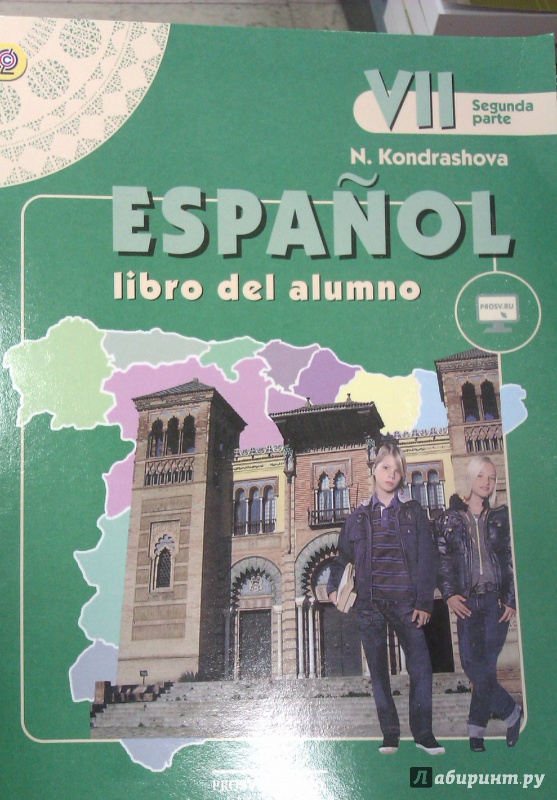 VII
Segunda
parte
N. Kondrashova
ESPAÑOL
libro del alumno
PROSV.RU
Лабиринт.ру